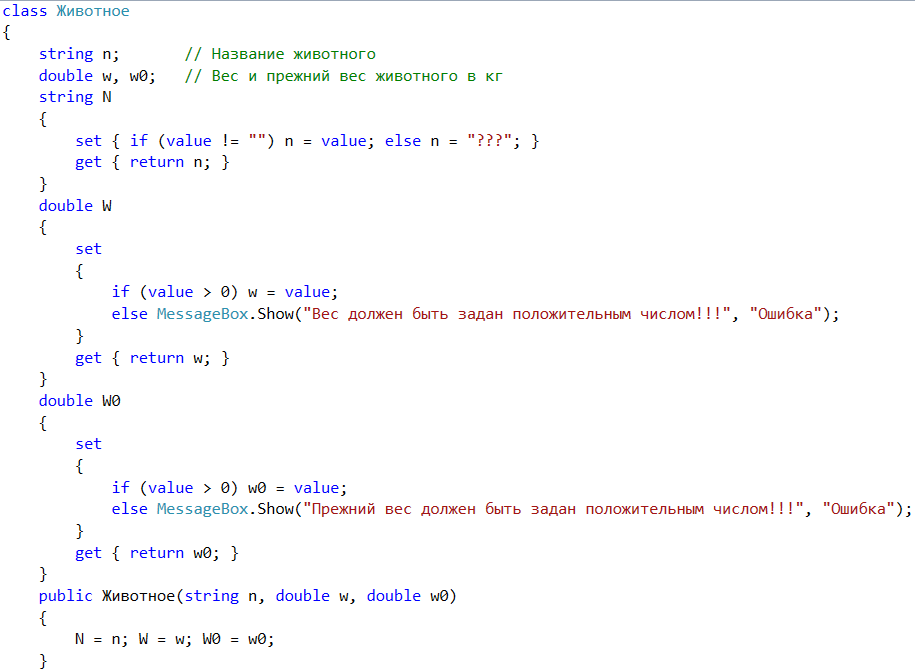 class Животное
{
    string n;       // Название животного
    double w, w0;   // Вес и прежний вес животного в кг
    string N
    {
        set { if (value != "") n = value; else n = "???"; }
        get { return n; }
    }
    double W
    {
        set
        {
            if (value > 0) w = value;
            else MessageBox.Show("Вес должен быть задан положительным числом!!!", "Ошибка");
        }
        get { return w; }
    }
    double W0
    {
        set
        {
            if (value > 0) w0 = value;
            else MessageBox.Show("Прежний вес должен быть задан положительным числом!!!", "Ошибка");
        }
        get { return w0; }
    }
    public Животное(string n, double w, double w0)
    {
        N = n; W = w; W0 = w0;
    }